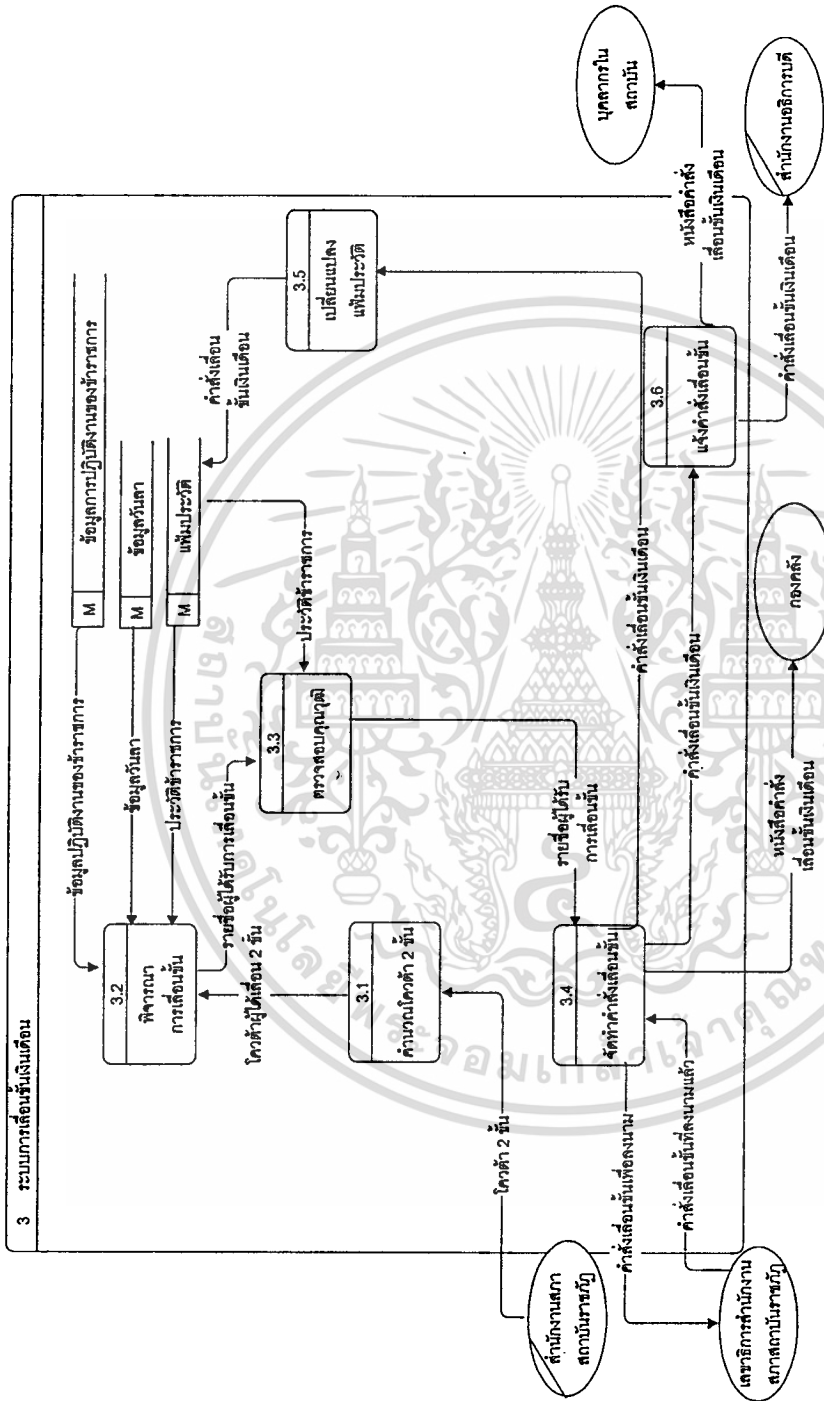 3 ระบบการเลื่อนขั้นเงินเดือน
M ข้อมูลการปฏิบัติงานของข้าราชการ
M ข้อมูลวันลา
M แฟ้มประวัติ
ข้อมูลปฏิบัติงานของข้าราชการ
ข้อมูลวันลา
ประวัติข้าราชการ
3.2
พิจารณา
การเลื่อนขั้น
รายชื่อผู้ได้รับการเลื่อนขั้น
โควต้าผู้ได้เลื่อน 2 ขั้น
3.1
คำนวณโควต้า 2 ขั้น
โควต้า 2 ขั้น
สำนักงานสภา
สถาบันราชภัฏ
3.3
ตรวจสอบคุณวุฒิ
ประวัติข้าราชการ
คำสั่งเลื่อน
ขั้นเงินเดือน
3.5
เปลี่ยนแปลง
แฟ้มประวัติ
รายชื่อผู้ได้รับ
การเลื่อนขั้น
3.4
จัดทำคำสั่งเลื่อนขั้น
คำสั่งเลื่อนขั้นเพื่อลงนาม
คำสั่งเลื่อนขั้นที่ลงนามแล้ว
เลขาธิการสำนักงาน
สภาสถาบันราชภัฏ
คำสั่งเลื่อนขั้นเงินเดือน
คำสั่งเลื่อนขั้นเงินเดือน
หนังสือคำสั่ง
เลื่อนขั้นเงินเดือน
กองคลัง
3.6
แจ้งคำสั่งเลื่อนขั้น
หนังสือคำสั่ง
เลื่อนขั้นเงินเดือน
บุคลากรใน
สถาบัน
คำสั่งเลื่อนขั้นเงินเดือน
สำนักงานอธิการบดี